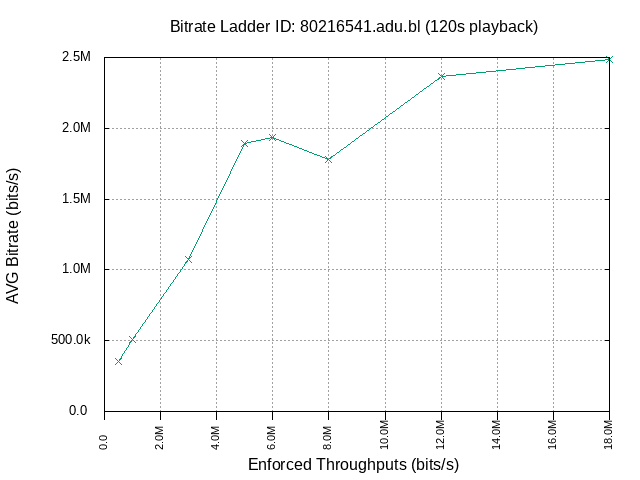 Bitrate Ladder ID: 80216541.adu.bl (120s playback)
2.5M
2.0M
1.5M
1.0M
500.0k
0.0
AVG Bitrate (bits/s)
0.0
2.0M
4.0M
6.0M
8.0M
10.0M
12.0M
14.0M
16.0M
18.0M
Enforced Throughputs (bits/s)